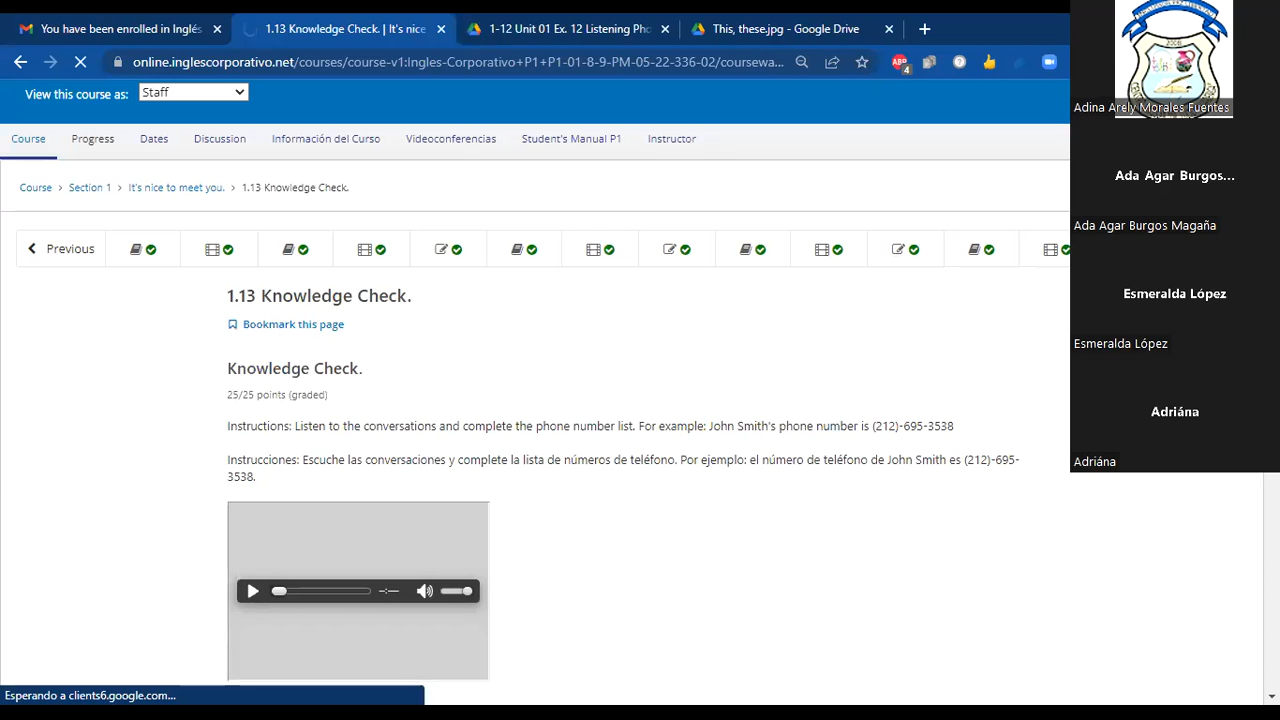 You have been enrolled in Inglés
1.13 Knowledge Check. | It's nice
1-12 Unit 01 Ex. 12 Listening Pho
This, these.jpg - Google Drive
online.inglescorporativo.net/courses/course-v1:Ingles-Corporativo+P1+P1-01-8-9-PM-05-22-336-02/coursewa...
ABP
4
View this course as:
Staff
Course
Progress
Dates
Discussion
Información del Curso
Videoconferencias
Student's Manual P1
Instructor
Course > Section 1 > It's nice to meet you. > 1.13 Knowledge Check.
Previous
1.13 Knowledge Check.
Bookmark this page
Knowledge Check.
25/25 points (graded)
Instructions: Listen to the conversations and complete the phone number list. For example: John Smith's phone number is (212)-695-3538
Instrucciones: Escuche las conversaciones y complete la lista de números de teléfono. Por ejemplo: el número de teléfono de John Smith es (212)-695-
3538.
-:--
Esperando a clients6.google.com...
2006
Adina Arely Morales Fuentes
Ada Agar Burgos...
Ada Agar Burgos Magaña
Esmeralda López
Esmeralda López
Adriána
Adriána